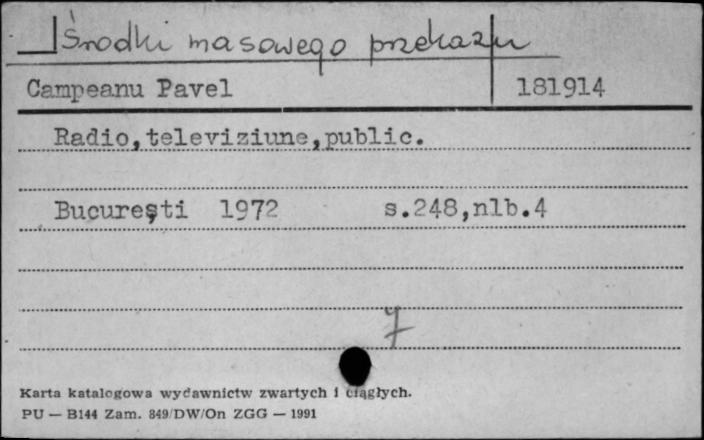 Środki masowego przekazu
Campeanu Pavel 181914
Radio,televiziune,public.
Bucureşti 1972 s.248,nlb.4
7
Karta katalogowa wydawnictw zwartych i ciągłych.
PU — B144 Zam. 849/DW/On ZGG — 1991